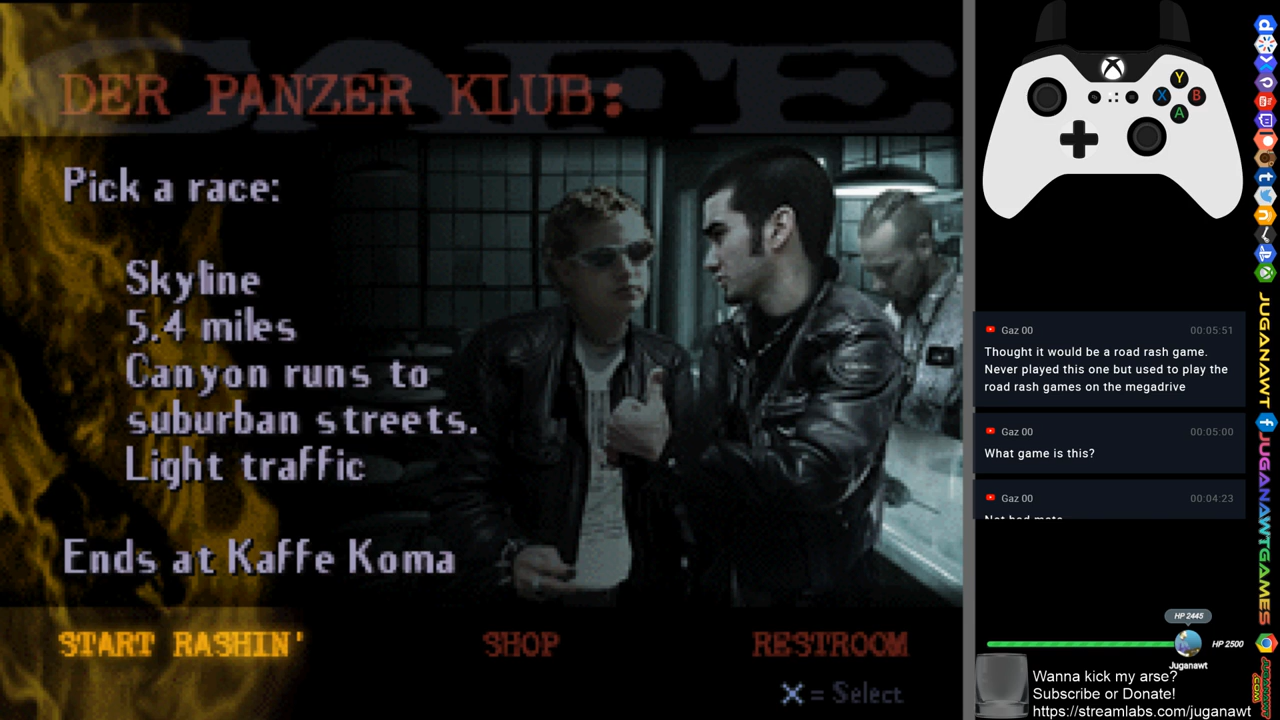 CAFE
DER PANZER KLUB:
Pick a race:
Skyline
5.4 miles
Canyon runs to
suburban streets.
Light traffic
Ends at Kaffe Koma
START RASHIN'
SHOP
RESTROOM
X = Select
Y
X
B
A
Gaz 00
00:05:51
Thought it would be a road rash game.
Never played this one but used to play the
road rash games on the megadrive
Gaz 00
00:05:00
What game is this?
Gaz 00
00:04:23
HP 2445
HP 2500
Juganawt
Wanna kick my arse?
Subscribe or Donate!
https://streamlabs.com/juganawt
JUGANAWT
JUGANAWTGAMES
JUGANAWT
.COM